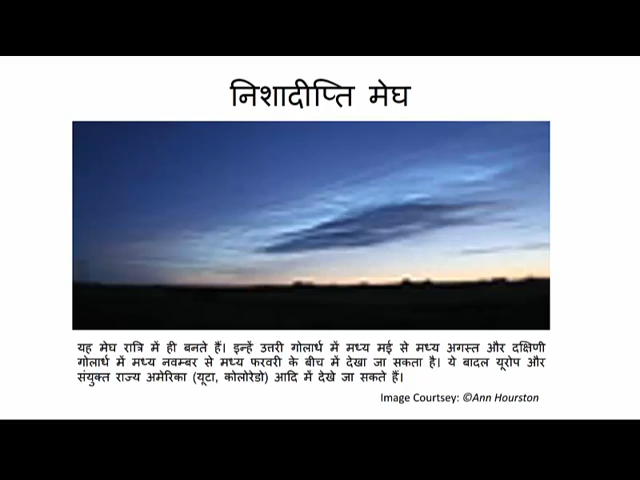 निशादीप्ति मेघ
यह मेघ रात्रि में ही बनते हैं। इन्हें उत्तरी गोलार्ध में मध्य मई से मध्य अगस्त और दक्षिणी
गोलार्ध में मध्य नवम्बर से मध्य फरवरी के बीच में देखा जा सकता है। ये बादल यूरोप और
संयुक्त राज्य अमेरिका (यूटा, कोलोरेडो) आदि में देखे जा सकते हैं।
Image Courtsey: ©Ann Hourston